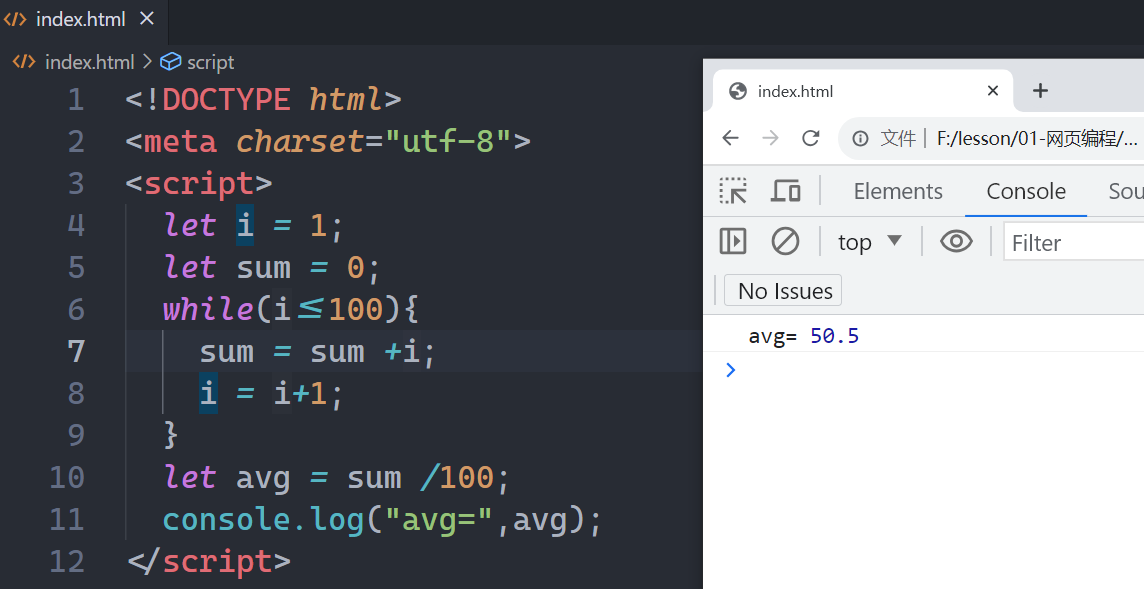 index.html
index.html > script
1 <!DOCTYPE html>
2 <meta charset="utf-8">
3 <script>
4 let i = 1;
5 let sum = 0;
6 while(i≤100){
7 sum = sum +i;
8 i = i+1;
9 }
10 let avg = sum /100;
11 console.log("avg=",avg);
12 </script>
index.html
文件 | F:/lesson/01-网页编程/...
Elements Console Sou
top Filter
No Issues
avg= 50.5